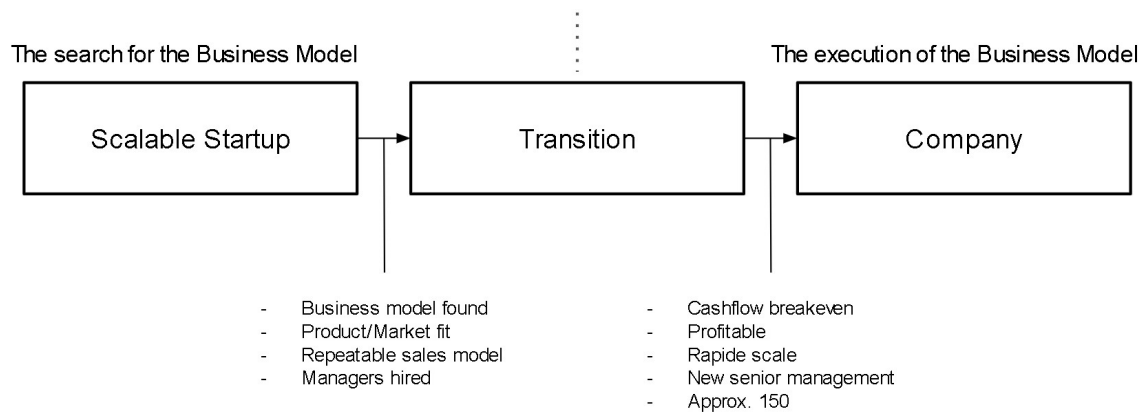 The search for the Business Model
The execution of the Business Model
Scalable Startup
Transition
Company
- Business model found
- Product/Market fit
- Repeatable sales model
- Managers hired
- Cashflow breakeven
- Profitable
- Rapide scale
- New senior management
- Approx. 150